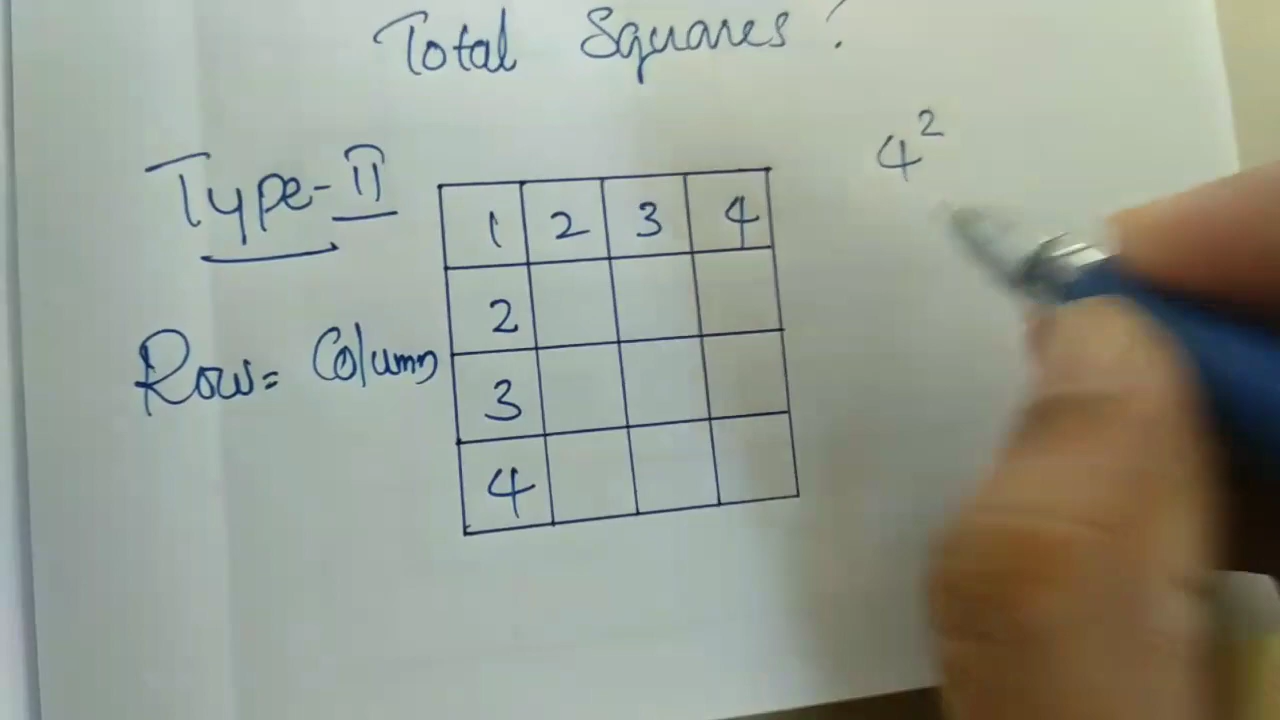 Total Squares?
4²
Type-II
1 2 3 4
2
Row= Column
3
4